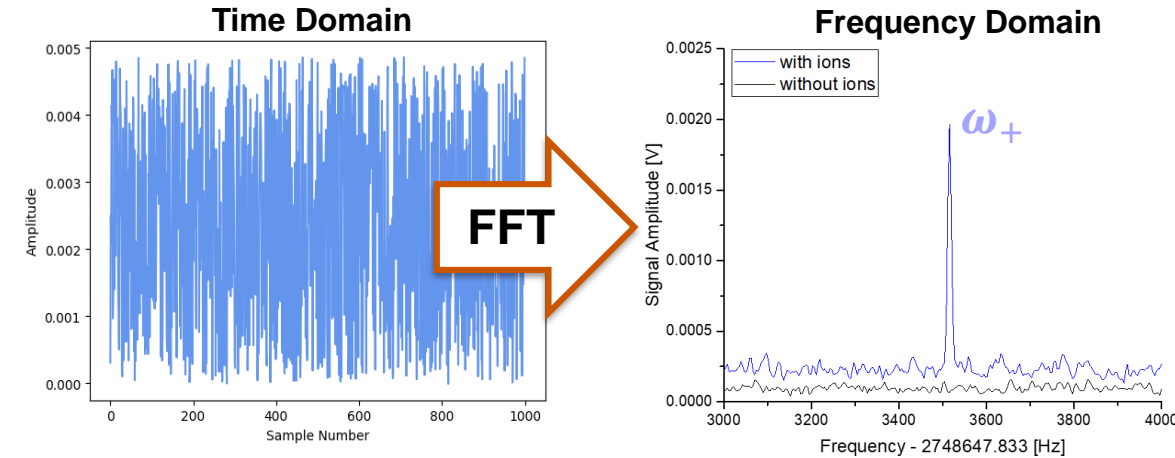 Time Domain
0.005
0.004
0.003
0.002
0.001
0.000
Amplitude
0
200
400
600
800
1000
Sample Number
FFT
Frequency Domain
0.0025
0.0020
0.0015
0.0010
0.0005
0.0000
Signal Amplitude [V]
with ions
without ions
ω+
3000
3200
3400
3600
3800
4000
Frequency - 2748647.833 [Hz]